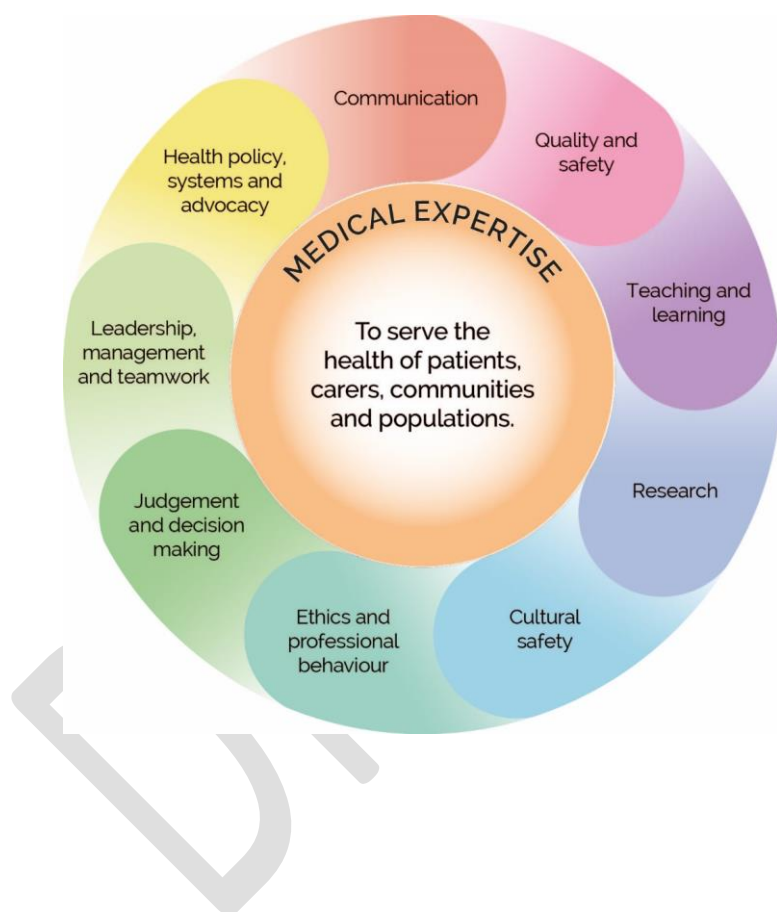 Communication
Quality and
safety
Teaching and
learning
Research
Cultural
safety
Ethics and
professional
behaviour
Judgement
and decision
making
Leadership,
management
and teamwork
Health policy,
systems and
advocacy
MEDICAL EXPERTISE
To serve the
health of patients,
carers, communities
and populations.